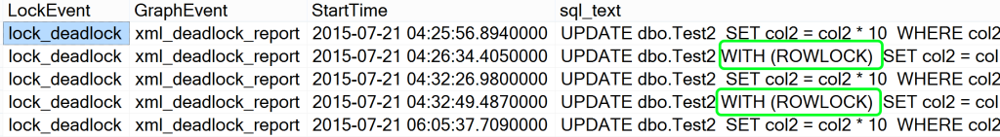 LockEvent GraphEvent StartTime sql_text
lock_deadlock xml_deadlock_report 2015-07-21 04:25:56.8940000 UPDATE dbo.Test2 SET col2 = col2 * 10 WHERE col2
lock_deadlock xml_deadlock_report 2015-07-21 04:26:34.4050000 UPDATE dbo.Test2 WITH (ROWLOCK) SET col2 = col
lock_deadlock xml_deadlock_report 2015-07-21 04:32:26.9800000 UPDATE dbo.Test2 SET col2 = col2 * 10 WHERE col2
lock_deadlock xml_deadlock_report 2015-07-21 04:32:49.4870000 UPDATE dbo.Test2 WITH (ROWLOCK) SET col2 = col
lock_deadlock xml_deadlock_report 2015-07-21 06:05:37.7090000 UPDATE dbo.Test2 SET col2 = col2 * 10 WHERE col2